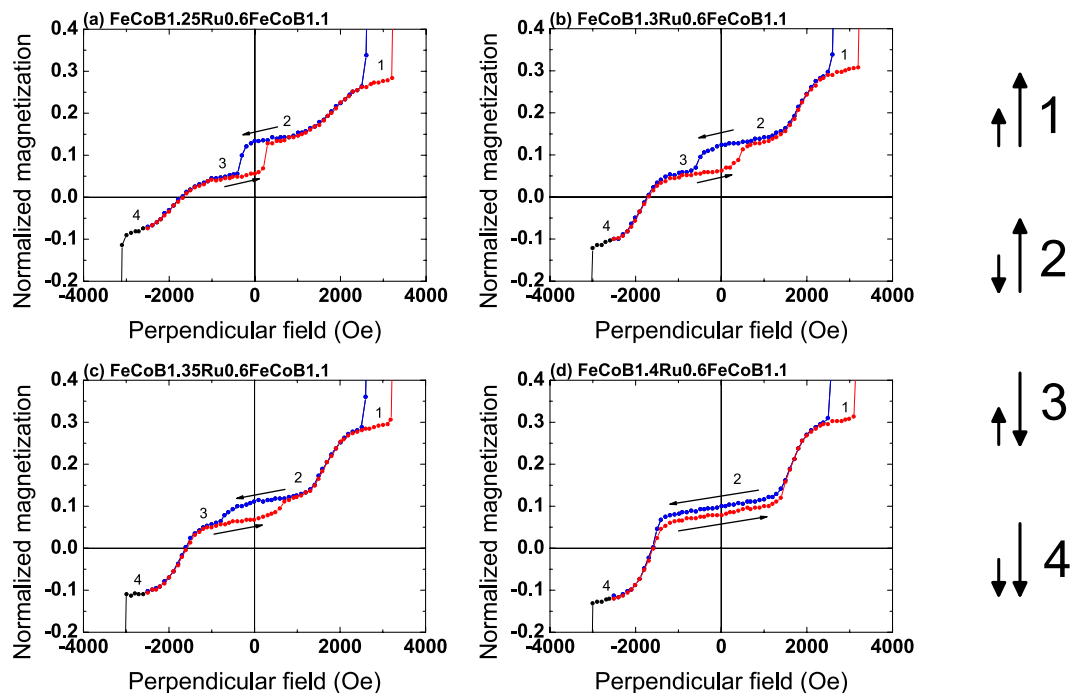 (a) FeCoB1.25Ru0.6FeCoB1.1
Normalized magnetization
0.4
0.3
0.2
0.1
0.0
-0.1
-0.2
1
2
3
4
-4000 -2000 0 2000 4000
Perpendicular field (Oe)
(b) FeCoB1.3Ru0.6FeCoB1.1
Normalized magnetization
0.4
0.3
0.2
0.1
0.0
-0.1
-0.2
1
2
3
4
-4000 -2000 0 2000 4000
Perpendicular field (Oe)
(c) FeCoB1.35Ru0.6FeCoB1.1
Normalized magnetization
0.4
0.3
0.2
0.1
0.0
-0.1
-0.2
1
2
3
4
-4000 -2000 0 2000 4000
Perpendicular field (Oe)
(d) FeCoB1.4Ru0.6FeCoB1.1
Normalized magnetization
0.4
0.3
0.2
0.1
0.0
-0.1
-0.2
1
2
4
-4000 -2000 0 2000 4000
Perpendicular field (Oe)
1
2
3
4